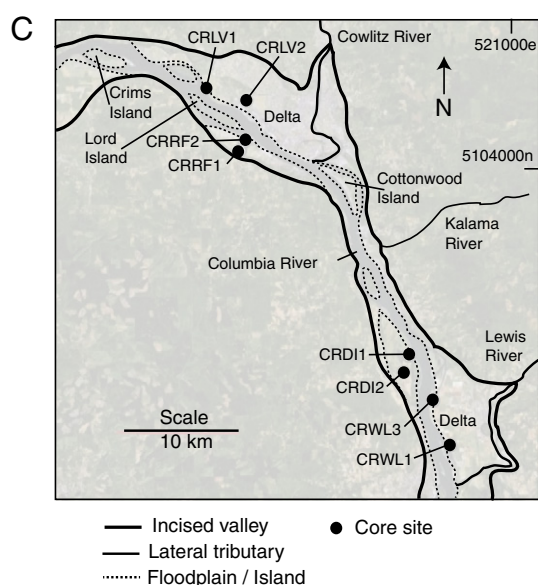 C
CRLV1
CRLV2
Cowlitz River
521000e
Crims
Island
Delta
N
Lord
Island
CRRF2
CRRF1
5104000n
Cottonwood
Island
Kalama
River
Columbia River
Lewis
River
CRDI1
CRDI2
Scale
10 km
CRWL3
Delta
CRWL1
Incised valley
Core site
Lateral tributary
Floodplain / Island